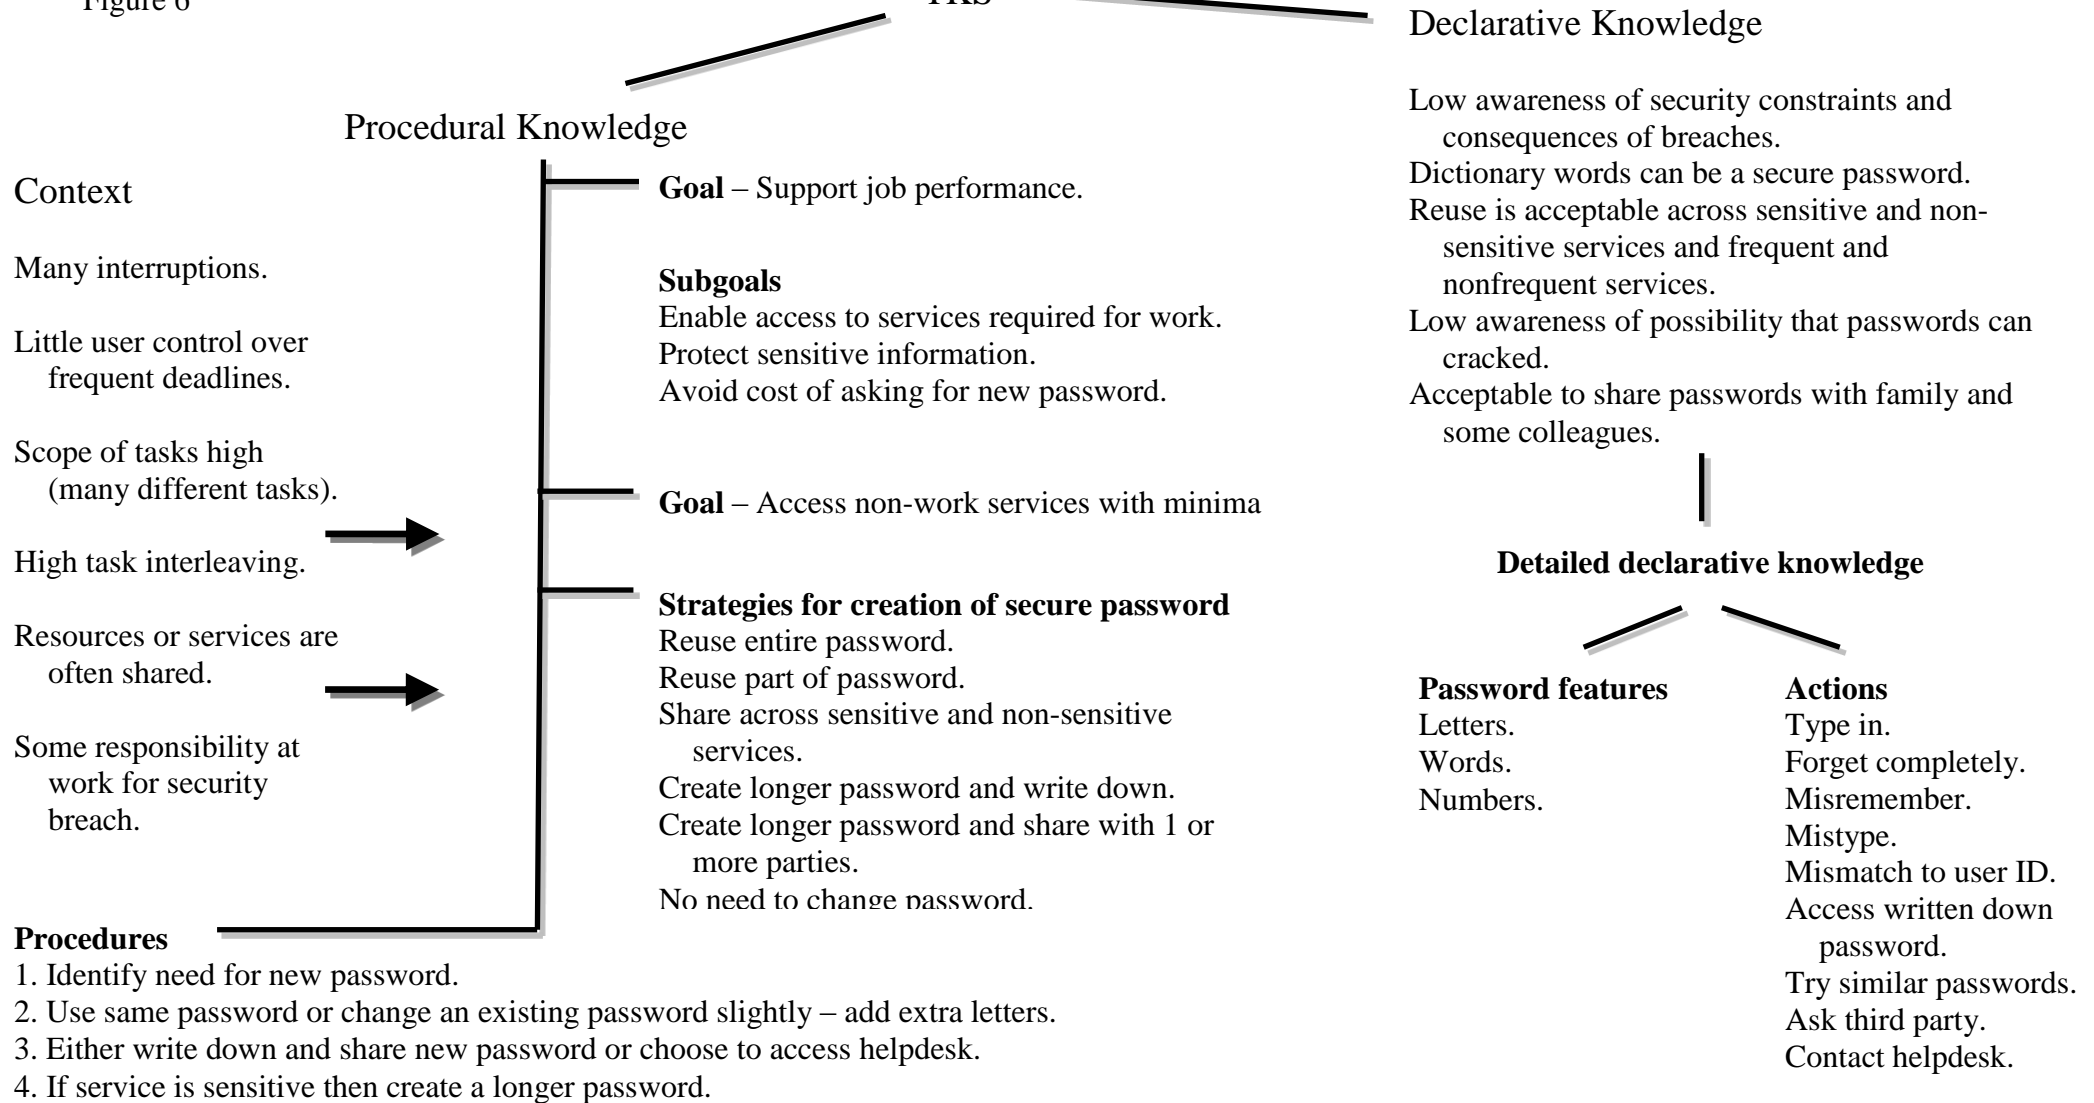 Figure 6
TKS
Declarative Knowledge
Low awareness of security constraints and
consequences of breaches.
Dictionary words can be a secure password.
Reuse is acceptable across sensitive and non-
sensitive services and frequent and
nonfrequent services.
Low awareness of possibility that passwords can
cracked.
Acceptable to share passwords with family and
some colleagues.
Procedural Knowledge
Context
Many interruptions.
Little user control over
frequent deadlines.
Scope of tasks high
(many different tasks).
High task interleaving.
Resources or services are
often shared.
Some responsibility at
work for security
breach.
Goal – Support job performance.
Subgoals
Enable access to services required for work.
Protect sensitive information.
Avoid cost of asking for new password.
Goal – Access non-work services with minima
Strategies for creation of secure password
Reuse entire password.
Reuse part of password.
Share across sensitive and non-sensitive
services.
Create longer password and write down.
Create longer password and share with 1 or
more parties.
No need to change password.
Detailed declarative knowledge
Password features
Letters.
Words.
Numbers.
Actions
Type in.
Forget completely.
Misremember.
Mistype.
Mismatch to user ID.
Access written down
password.
Try similar passwords.
Ask third party.
Contact helpdesk.
Procedures
1. Identify need for new password.
2. Use same password or change an existing password slightly – add extra letters.
3. Either write down and share new password or choose to access helpdesk.
4. If service is sensitive then create a longer password.